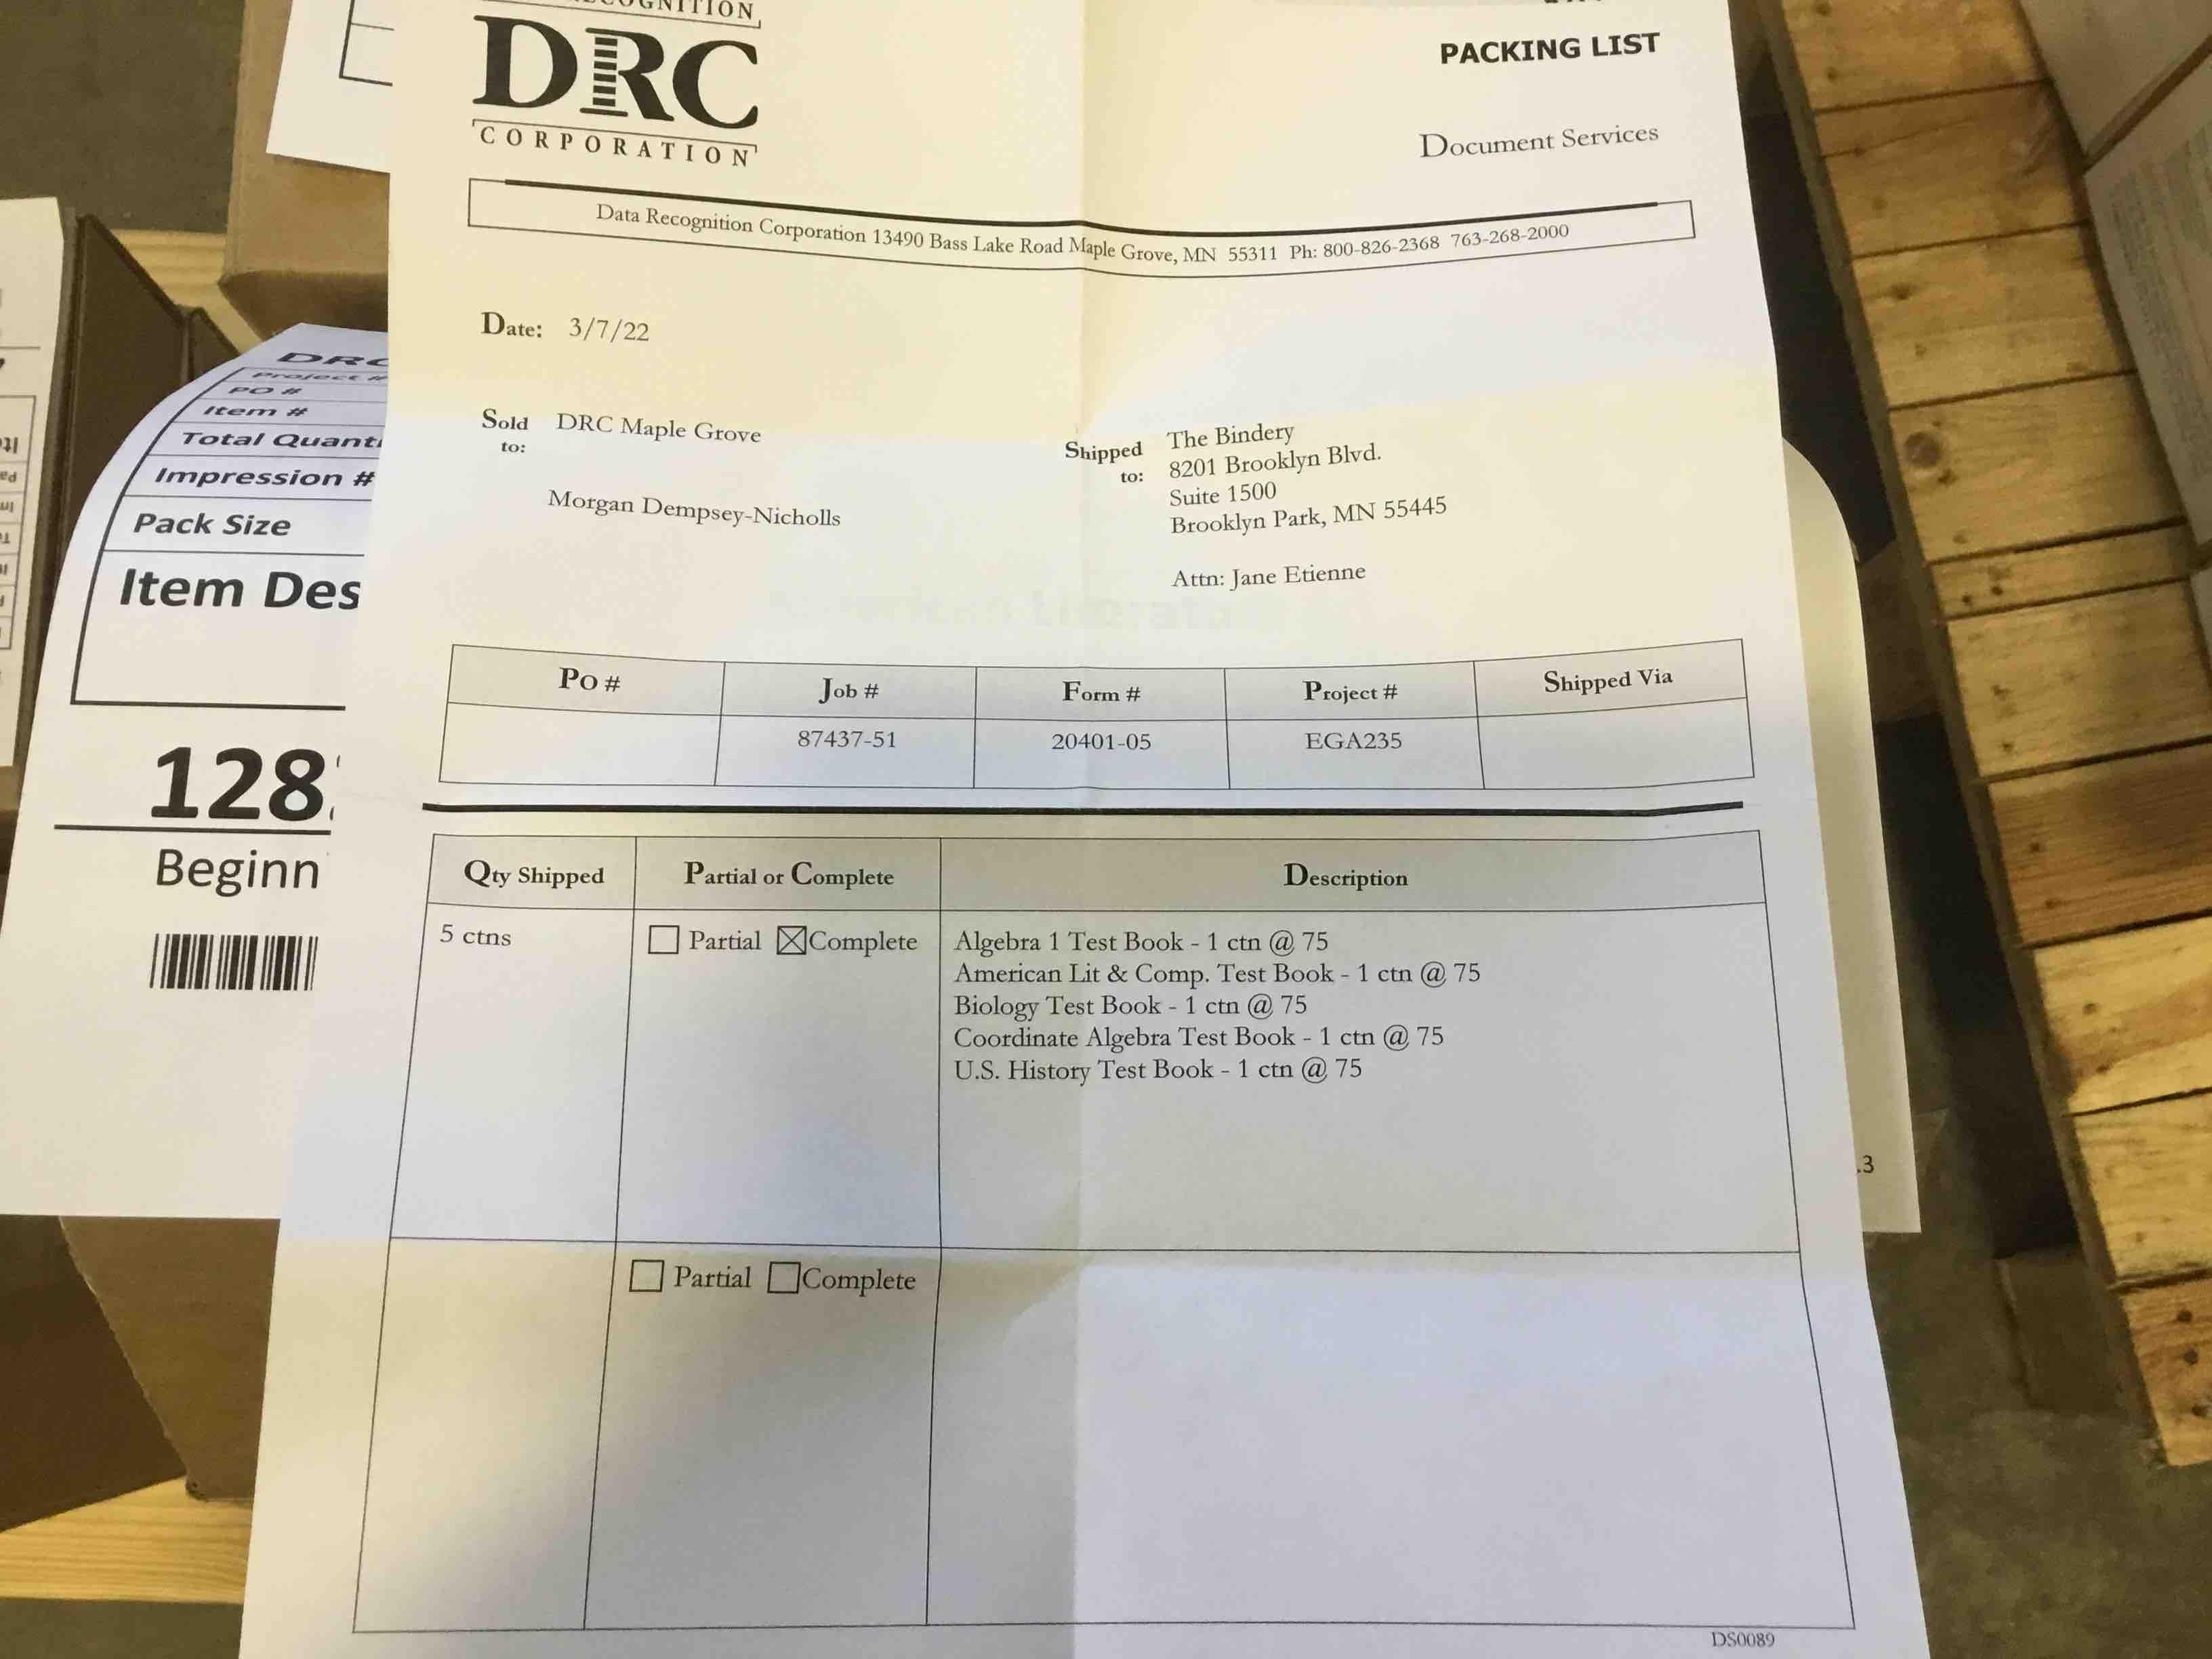 DRC
CORPORATION
PACKING LIST
Document Services
Data Recognition Corporation 13490 Bass Lake Road Maple Grove, MN 55311 Ph: 800-826-2368 763-268-2000
Date: 3/7/22
Sold to: DRC Maple Grove
Morgan Dempsey-Nicholls
Shipped to: The Bindery
8201 Brooklyn Blvd.
Suite 1500
Brooklyn Park, MN 55445
Attn: Jane Etienne
Po # Job # Form # Project # Shipped Via
87437-51 20401-05 EGA235
Qty Shipped Partial or Complete Description
5 ctns Partial Complete Algebra 1 Test Book - 1 ctn @ 75
American Lit & Comp. Test Book - 1 ctn @ 75
Biology Test Book - 1 ctn @ 75
Coordinate Algebra Test Book - 1 ctn @ 75
U.S. History Test Book - 1 ctn @ 75
Partial Complete
DS0089
DRC
Project #
PO #
Item #
Total Quanti
Impression #
Pack Size
Item Des
128
Beginn
.3